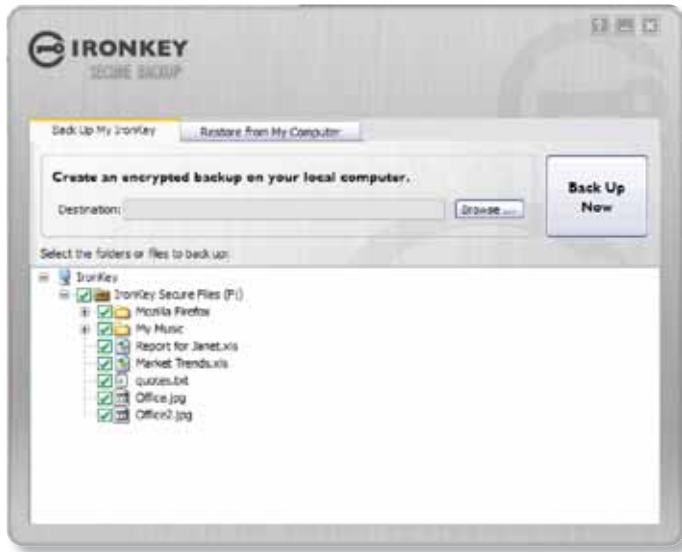 IRONKEY
SECURE BACKUP
Back Up My IronKey
Restore from My Computer
Create an encrypted backup on your local computer.
Destination:
Browse ...
Back Up
Now
Select the folders or files to back up:
IronKey
IronKey Secure Files (F:)
Mozilla Firefox
My Music
Report for Janet.xls
Market Trends.xls
quotes.txt
Office.jpg
Office2.jpg